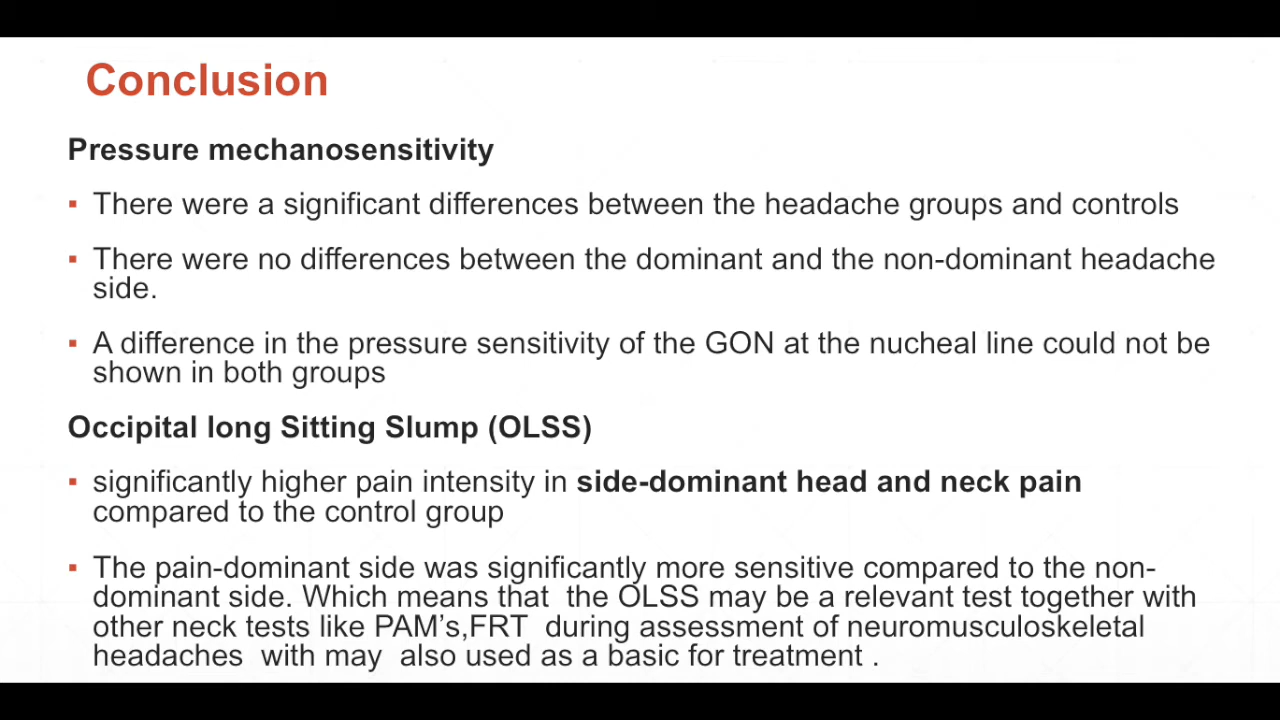 Conclusion
Pressure mechanosensitivity
▪ There were a significant differences between the headache groups and controls
▪ There were no differences between the dominant and the non-dominant headache
side.
▪ A difference in the pressure sensitivity of the GON at the nucheal line could not be
shown in both groups
Occipital long Sitting Slump (OLSS)
▪ significantly higher pain intensity in side-dominant head and neck pain
compared to the control group
▪ The pain-dominant side was significantly more sensitive compared to the non-
dominant side. Which means that  the OLSS may be a relevant test together with
other neck tests like PAM’s,FRT  during assessment of neuromusculoskeletal
headaches  with may  also used as a basic for treatment .